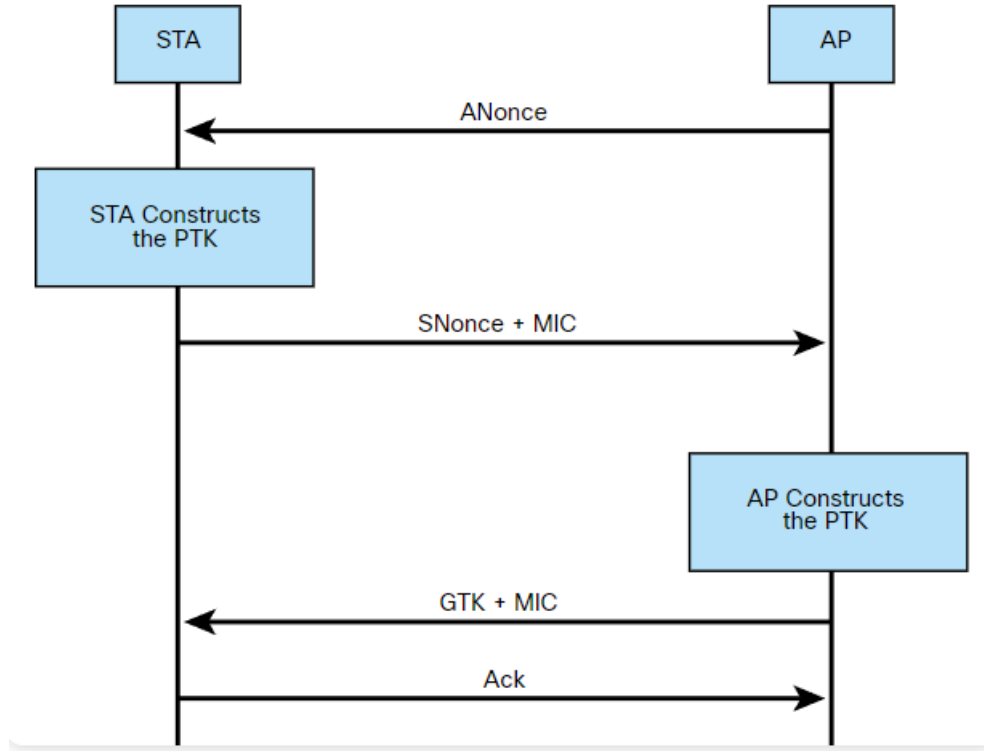 STA
AP
ANonce
STA Constructs
the PTK
SNonce + MIC
AP Constructs
the PTK
GTK + MIC
Ack